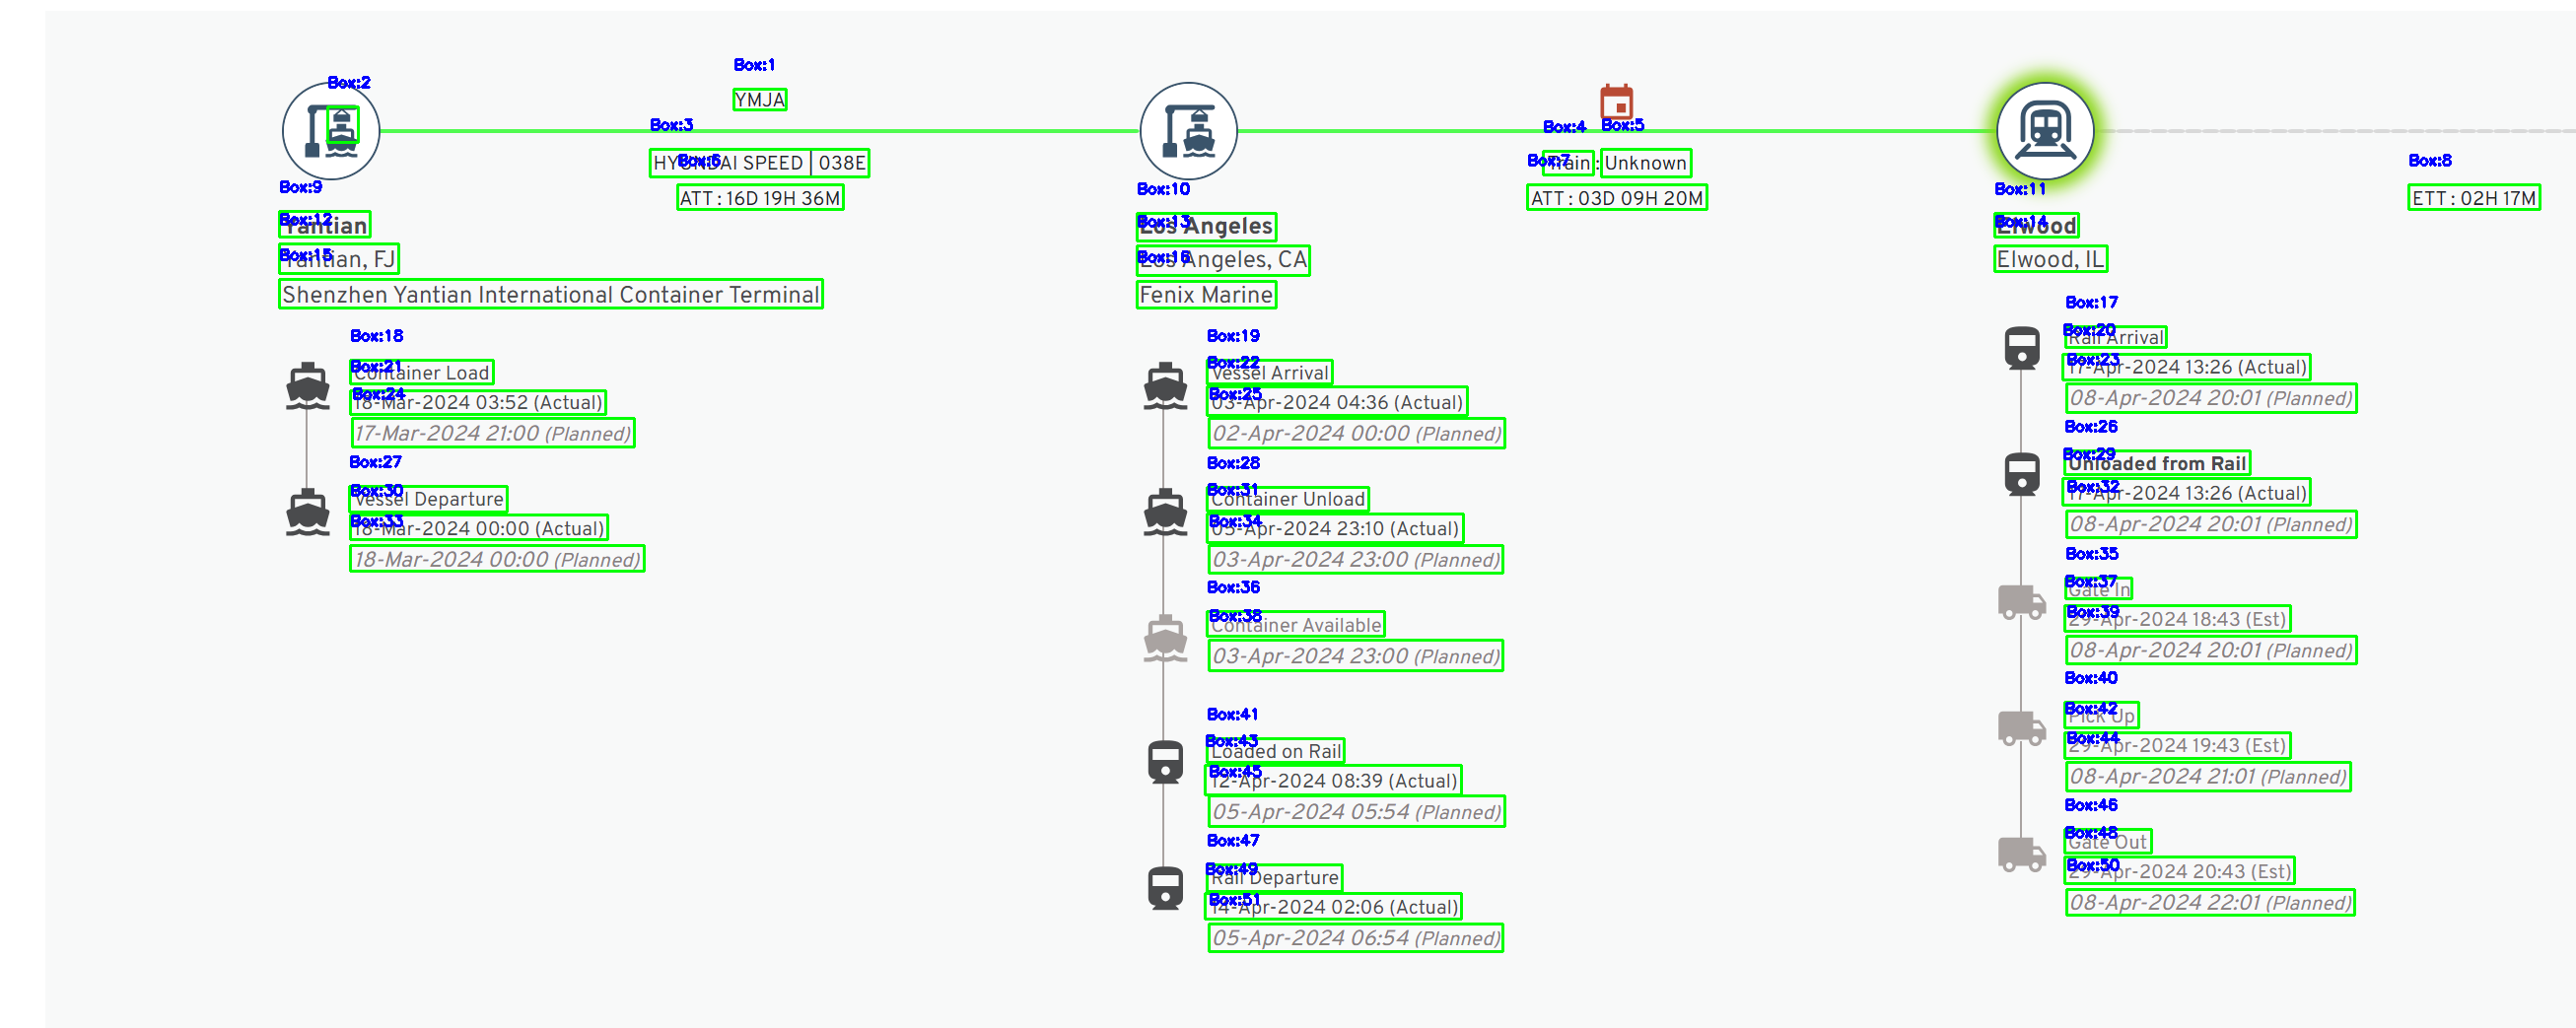 Box:1
YMJA
Box:2
Box:3
HYUNDAI SPEED | 038E
Box:6
ATT : 16D 19H 36M
Box:4
Box:5
Train : Unknown
Box:7
ATT : 03D 09H 20M
Box:8
ETT : 02H 17M
Box:9
Yantian
Box:12
Yantian, FJ
Box:15
Shenzhen Yantian International Container Terminal
Box:18
Container Load
Box:21
18-Mar-2024 03:52 (Actual)
Box:24
17-Mar-2024 21:00 (Planned)
Box:27
Vessel Departure
Box:30
18-Mar-2024 00:00 (Actual)
Box:33
18-Mar-2024 00:00 (Planned)
Box:10
Los Angeles
Box:13
Los Angeles, CA
Box:16
Fenix Marine
Box:19
Vessel Arrival
Box:22
03-Apr-2024 04:36 (Actual)
Box:25
02-Apr-2024 00:00 (Planned)
Box:28
Container Unload
Box:31
05-Apr-2024 23:10 (Actual)
Box:34
03-Apr-2024 23:00 (Planned)
Box:36
Container Available
Box:38
03-Apr-2024 23:00 (Planned)
Box:41
Loaded on Rail
Box:43
12-Apr-2024 08:39 (Actual)
Box:45
05-Apr-2024 05:54 (Planned)
Box:47
Rail Departure
Box:49
14-Apr-2024 02:06 (Actual)
Box:51
05-Apr-2024 06:54 (Planned)
Box:11
Elwood
Box:14
Elwood, IL
Box:17
Rail Arrival
Box:20
17-Apr-2024 13:26 (Actual)
Box:23
08-Apr-2024 20:01 (Planned)
Box:26
Unloaded from Rail
Box:29
17-Apr-2024 13:26 (Actual)
Box:32
08-Apr-2024 20:01 (Planned)
Box:35
Gate In
Box:37
29-Apr-2024 18:43 (Est)
Box:39
08-Apr-2024 20:01 (Planned)
Box:40
Pick Up
Box:42
29-Apr-2024 19:43 (Est)
Box:44
08-Apr-2024 21:01 (Planned)
Box:46
Gate Out
Box:48
29-Apr-2024 20:43 (Est)
Box:50
08-Apr-2024 22:01 (Planned)